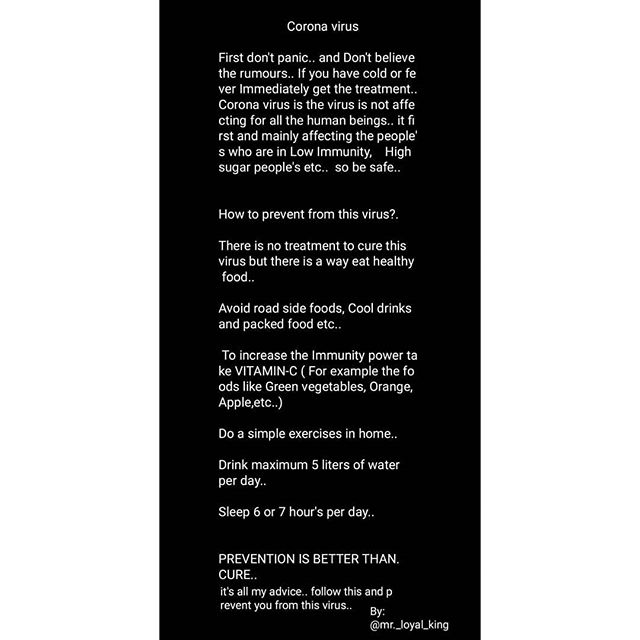 Corona virus
First don't panic.. and Don't believe
the rumours.. If you have cold or fe
ver Immediately get the treatment..
Corona virus is the virus is not affe
cting for all the human beings.. it fi
rst and mainly affecting the people'
s who are in Low Immunity,    High
sugar people's etc..  so be safe..
How to prevent from this virus?.
There is no treatment to cure this
virus but there is a way eat healthy
food..
Avoid road side foods, Cool drinks
and packed food etc..
To increase the Immunity power ta
ke VITAMIN-C ( For example the fo
ods like Green vegetables, Orange,
Apple,etc..)
Do a simple exercises in home..
Drink maximum 5 liters of water
per day..
Sleep 6 or 7 hour's per day..
PREVENTION IS BETTER THAN.
CURE..
it's all my advice.. follow this and p
revent you from this virus..
By:
@mr._loyal_king